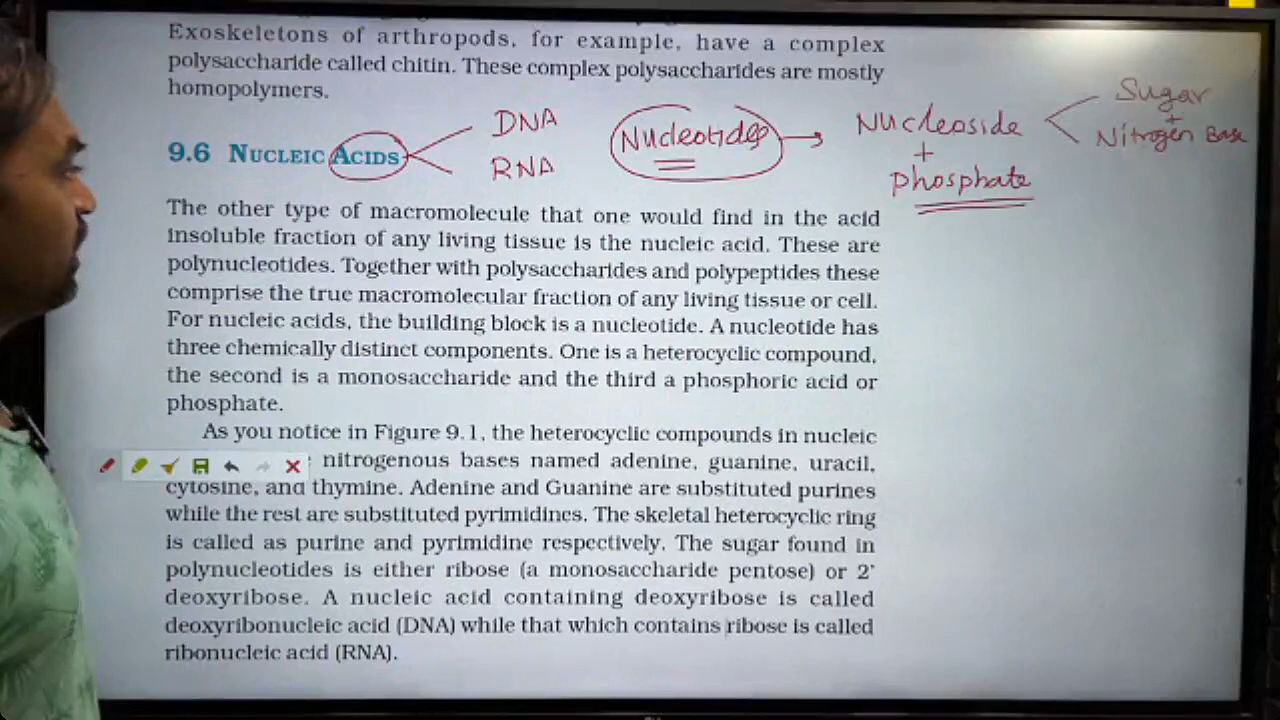 Exoskeletons of arthropods, for example, have a complex
polysaccharide called chitin. These complex polysaccharides are mostly
homopolymers.
9.6 NUCLEIC ACIDS
DNA
RNA
Nucleotides
Nucleoside
+
phosphate
Sugar
+
Nitrogen Base
The other type of macromolecule that one would find in the acid
insoluble fraction of any living tissue is the nucleic acid. These are
polynucleotides. Together with polysaccharides and polypeptides these
comprise the true macromolecular fraction of any living tissue or cell.
For nucleic acids, the building block is a nucleotide. A nucleotide has
three chemically distinct components. One is a heterocyclic compound,
the second is a monosaccharide and the third a phosphoric acid or
phosphate.
As you notice in Figure 9.1, the heterocyclic compounds in nucleic
nitrogenous bases named adenine, guanine, uracil,
cytosine, and thymine. Adenine and Guanine are substituted purines
while the rest are substituted pyrimidines. The skeletal heterocyclic ring
is called as purine and pyrimidine respectively. The sugar found in
polynucleotides is either ribose (a monosaccharide pentose) or 2'
deoxyribose. A nucleic acid containing deoxyribose is called
deoxyribonucleic acid (DNA) while that which contains ribose is called
ribonucleic acid (RNA).